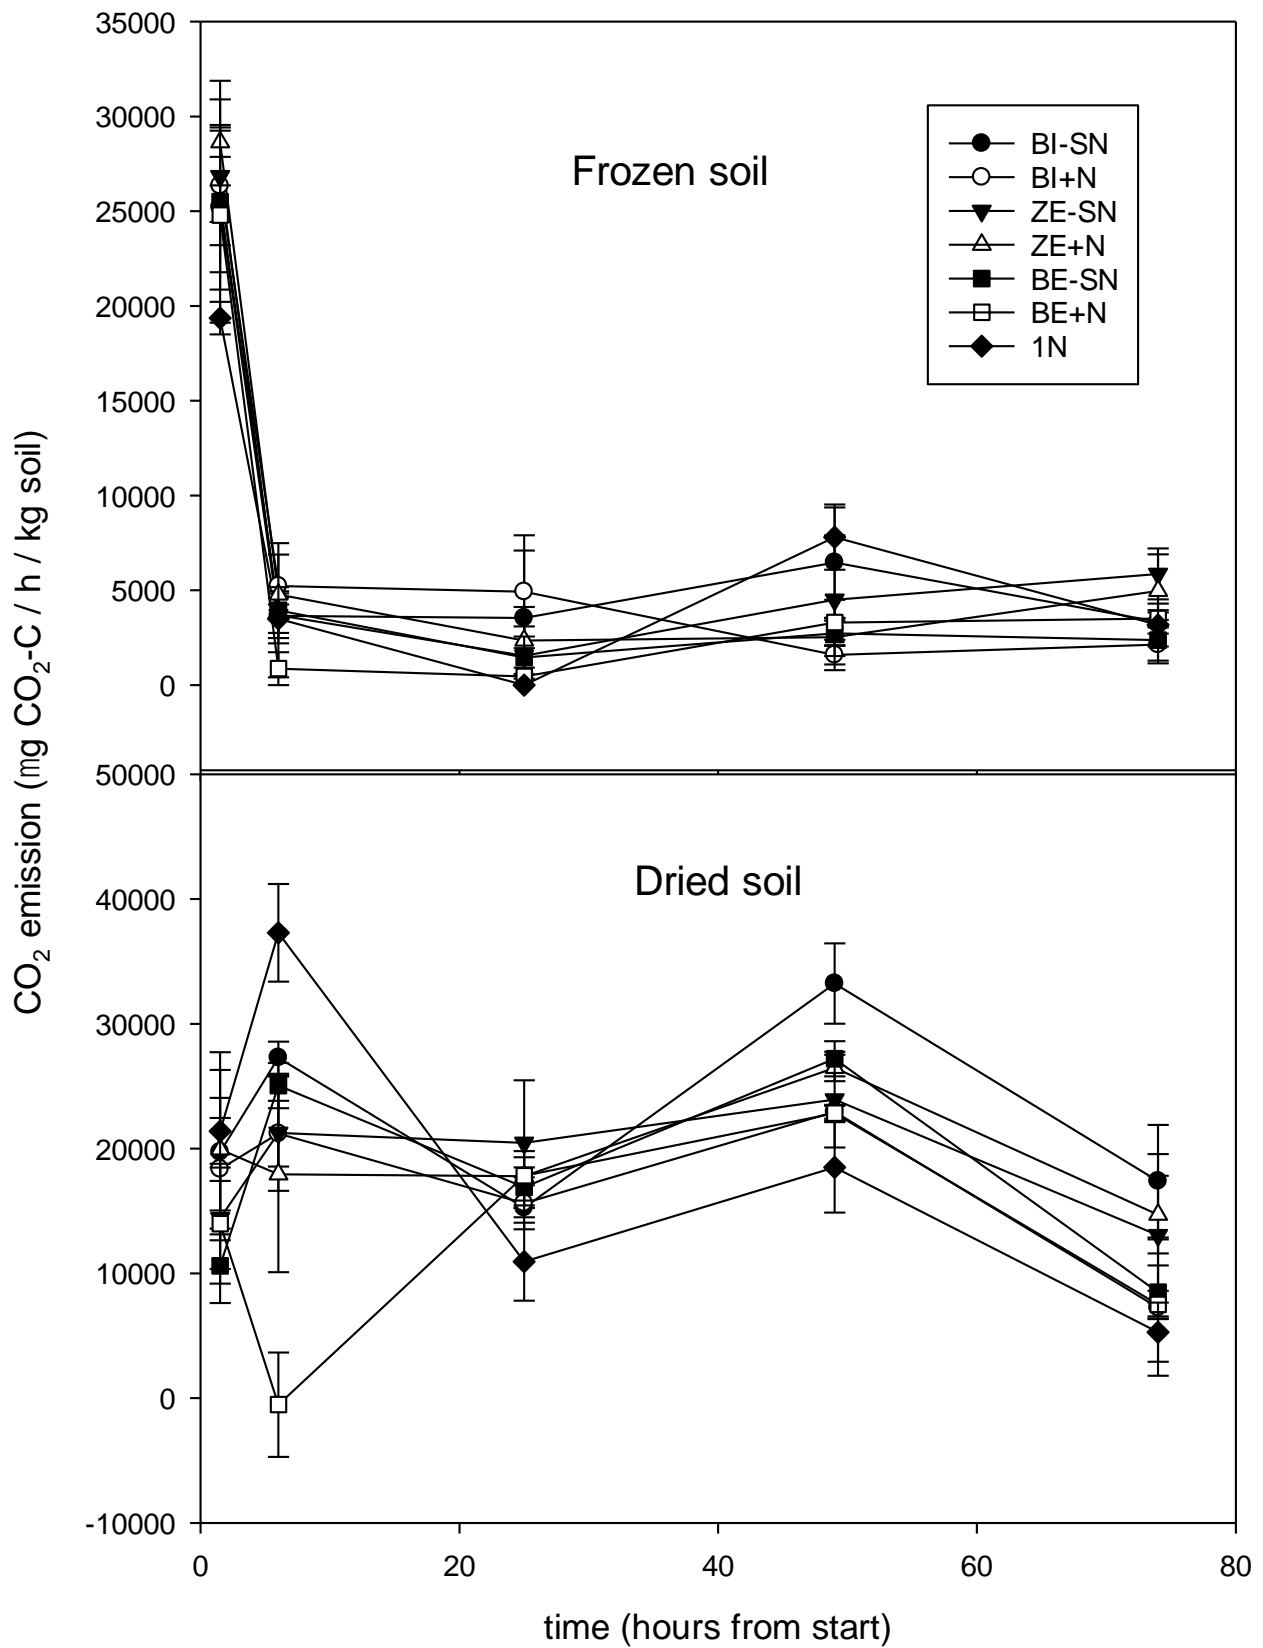 35000
30000
25000
20000
15000
10000
5000
0
Frozen soil
BI-SN
BI+N
ZE-SN
ZE+N
BE-SN
BE+N
1N
CO₂ emission (mg CO₂-C / h / kg soil)
50000
40000
30000
20000
10000
0
-10000
Dried soil
0 20 40 60 80
time (hours from start)